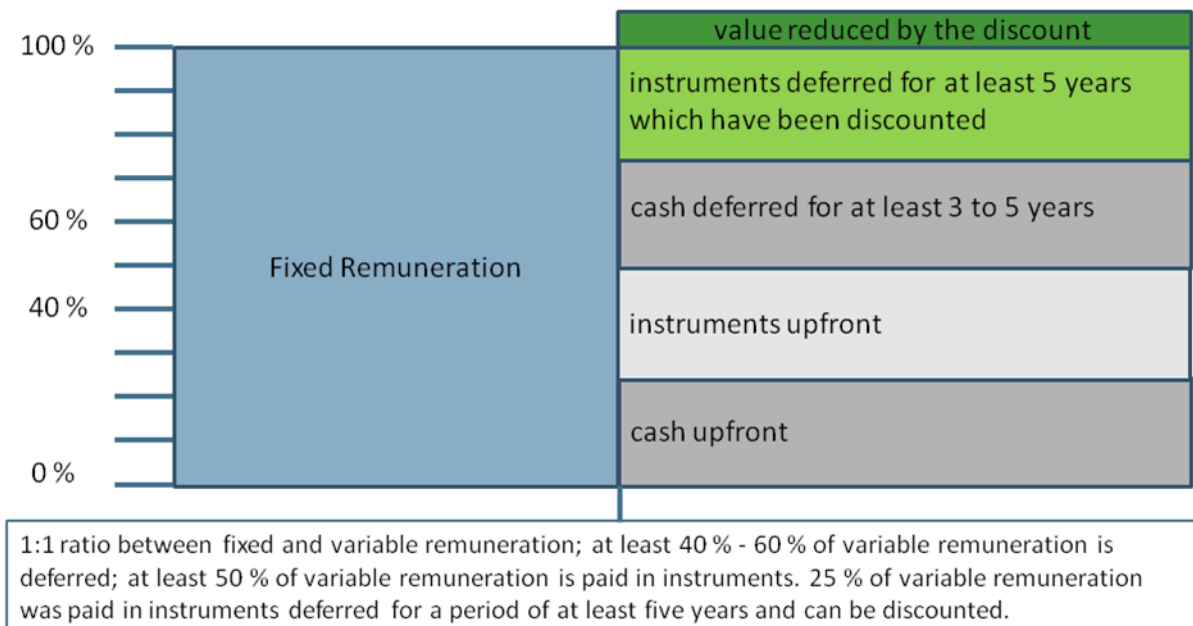 100 %
60 %
40 %
0 %
Fixed Remuneration
value reduced by the discount
instruments deferred for at least 5 years
which have been discounted
cash deferred for at least 3 to 5 years
instruments upfront
cash upfront
1:1 ratio between fixed and variable remuneration; at least 40 % - 60 % of variable remuneration is
deferred; at least 50 % of variable remuneration is paid in instruments. 25 % of variable remuneration
was paid in instruments deferred for a period of at least five years and can be discounted.